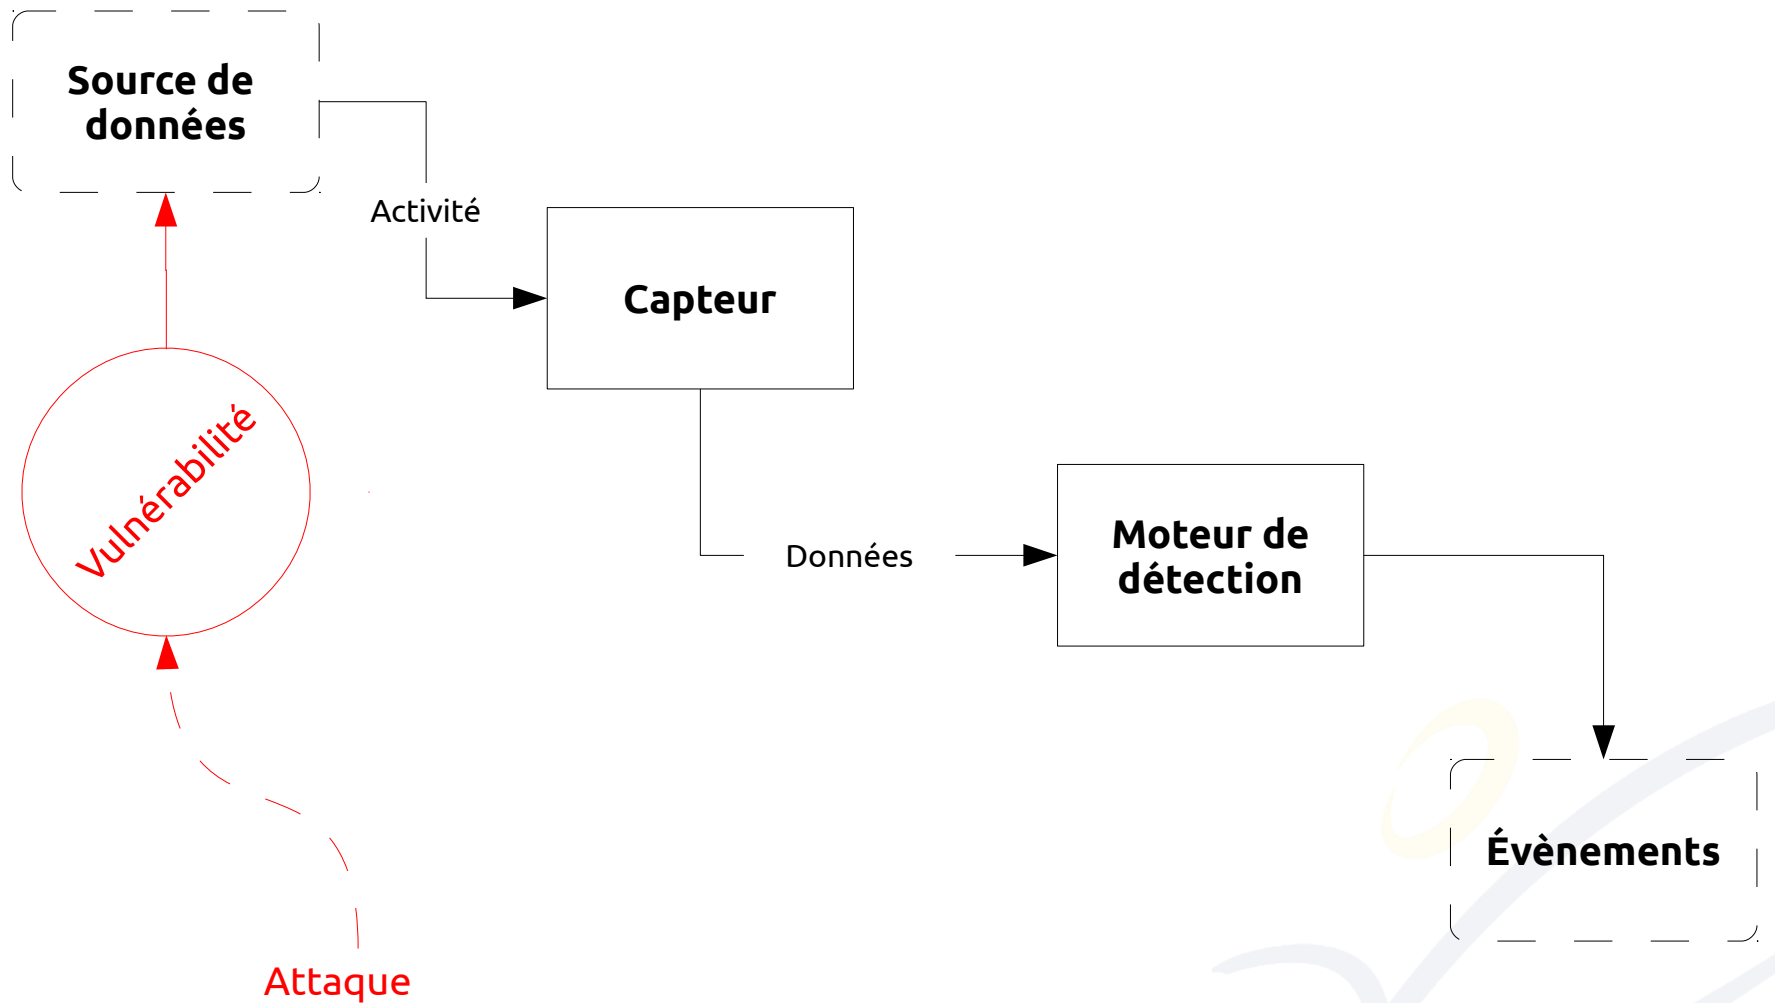 Source de
données
Activité
Capteur
Vulnérabilité
Données
Moteur de
détection
Évènements
Attaque